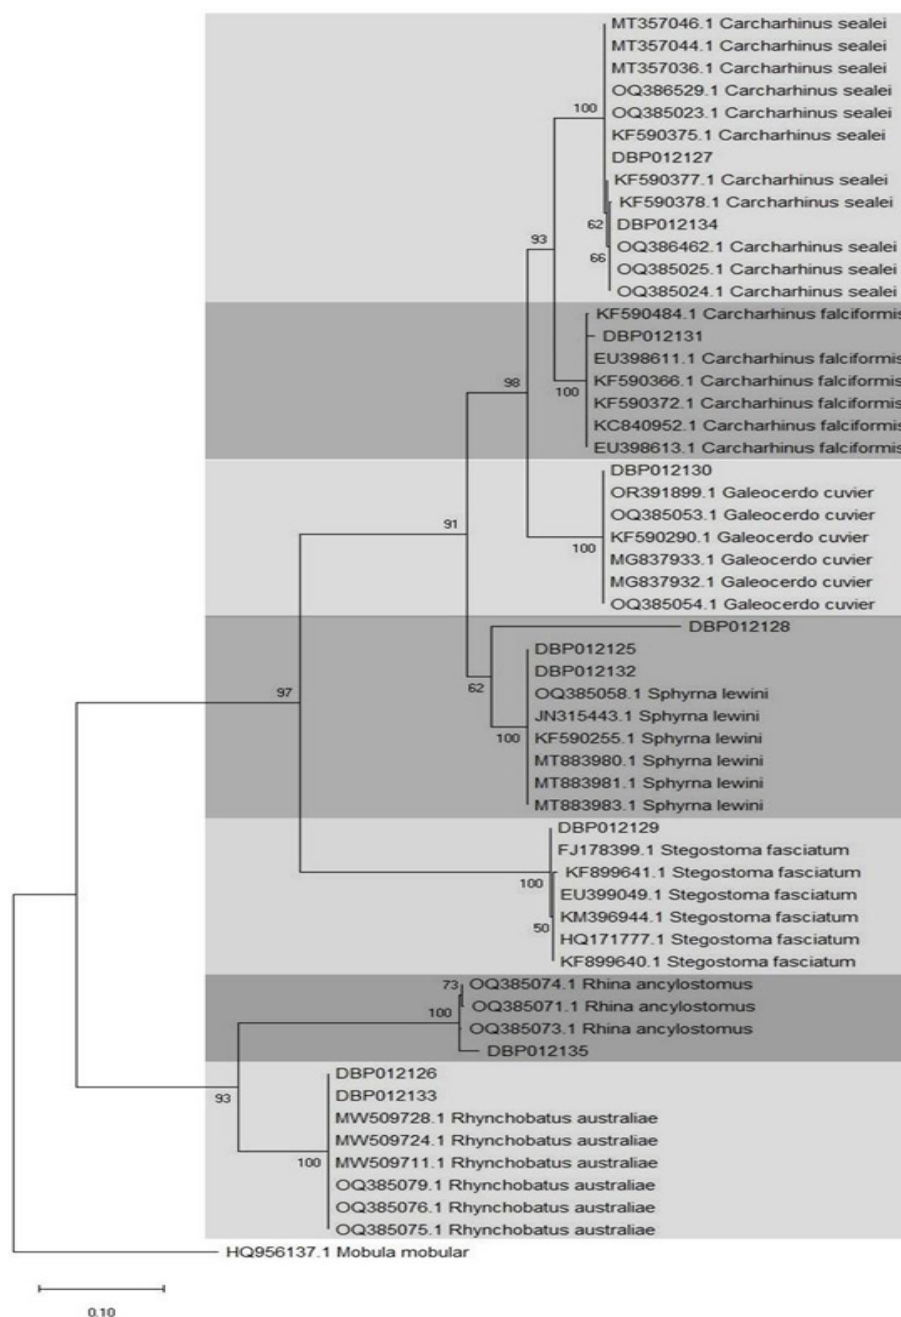 MT357046.1 Carcharhinus sealei
MT357044.1 Carcharhinus sealei
MT357036.1 Carcharhinus sealei
OQ386529.1 Carcharhinus sealei
100
OQ385023.1 Carcharhinus sealei
KF590375.1 Carcharhinus sealei
DBP012127
KF590377.1 Carcharhinus sealei
KF590378.1 Carcharhinus sealei
62
DBP012134
93
OQ386462.1 Carcharhinus sealei
66
OQ385025.1 Carcharhinus sealei
OQ385024.1 Carcharhinus sealei
KF590484.1 Carcharhinus falciformis
DBP012131
EU398611.1 Carcharhinus falciformis
98
KF590366.1 Carcharhinus falciformis
100
KF590372.1 Carcharhinus falciformis
KC840952.1 Carcharhinus falciformis
EU398613.1 Carcharhinus falciformis
DBP012130
OR391899.1 Galeocerdo cuvier
OQ385053.1 Galeocerdo cuvier
91
KF590290.1 Galeocerdo cuvier
100
MG837933.1 Galeocerdo cuvier
MG837932.1 Galeocerdo cuvier
OQ385054.1 Galeocerdo cuvier
DBP012128
DBP012125
DBP012132
97
62
OQ385058.1 Sphyrna lewini
JN315443.1 Sphyrna lewini
100
KF590255.1 Sphyrna lewini
MT883980.1 Sphyrna lewini
MT883981.1 Sphyrna lewini
MT883983.1 Sphyrna lewini
DBP012129
FJ178399.1 Stegostoma fasciatum
KF899641.1 Stegostoma fasciatum
100
EU399049.1 Stegostoma fasciatum
KM396944.1 Stegostoma fasciatum
50
HQ171777.1 Stegostoma fasciatum
KF899640.1 Stegostoma fasciatum
73
OQ385074.1 Rhina ancylostomus
OQ385071.1 Rhina ancylostomus
100
OQ385073.1 Rhina ancylostomus
DBP012135
DBP012126
93
DBP012133
MW509728.1 Rhynchobatus australiae
MW509724.1 Rhynchobatus australiae
100
MW509711.1 Rhynchobatus australiae
OQ385079.1 Rhynchobatus australiae
OQ385076.1 Rhynchobatus australiae
OQ385075.1 Rhynchobatus australiae
HQ956137.1 Mobula mobular
0.10